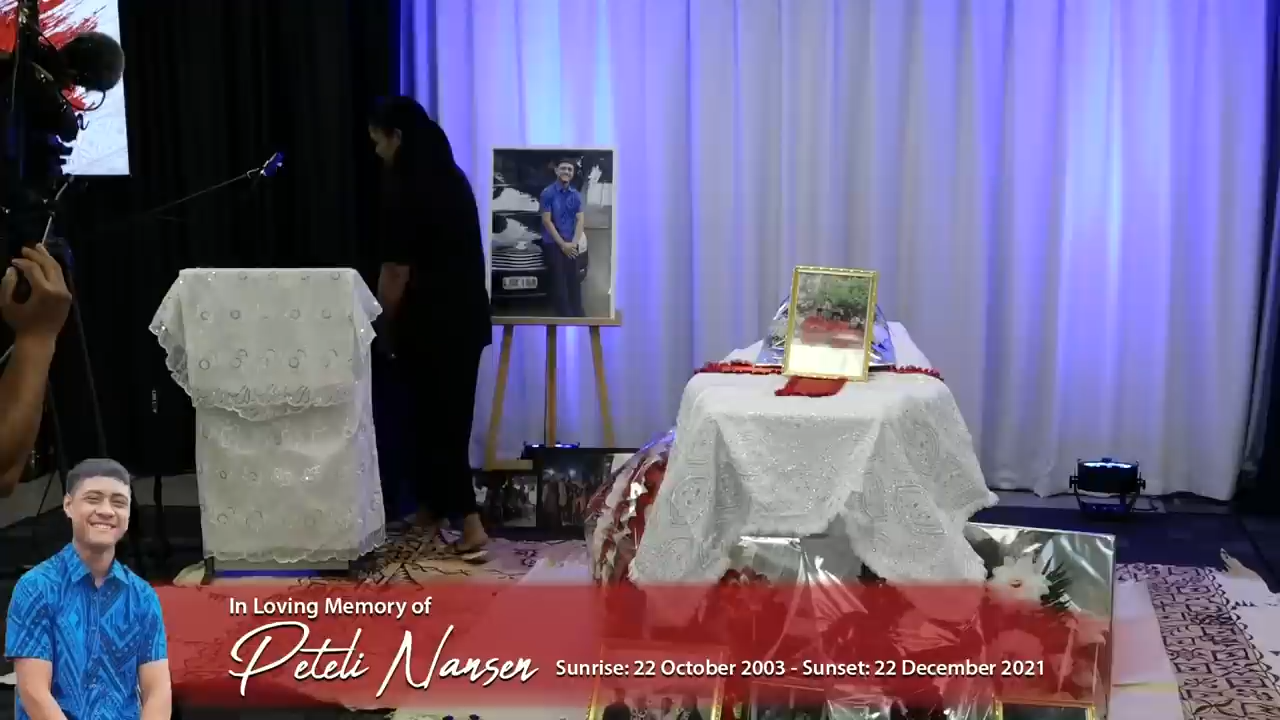 In Loving Memory of
Peteli Nansen
Sunrise: 22 October 2003 - Sunset: 22 December 2021